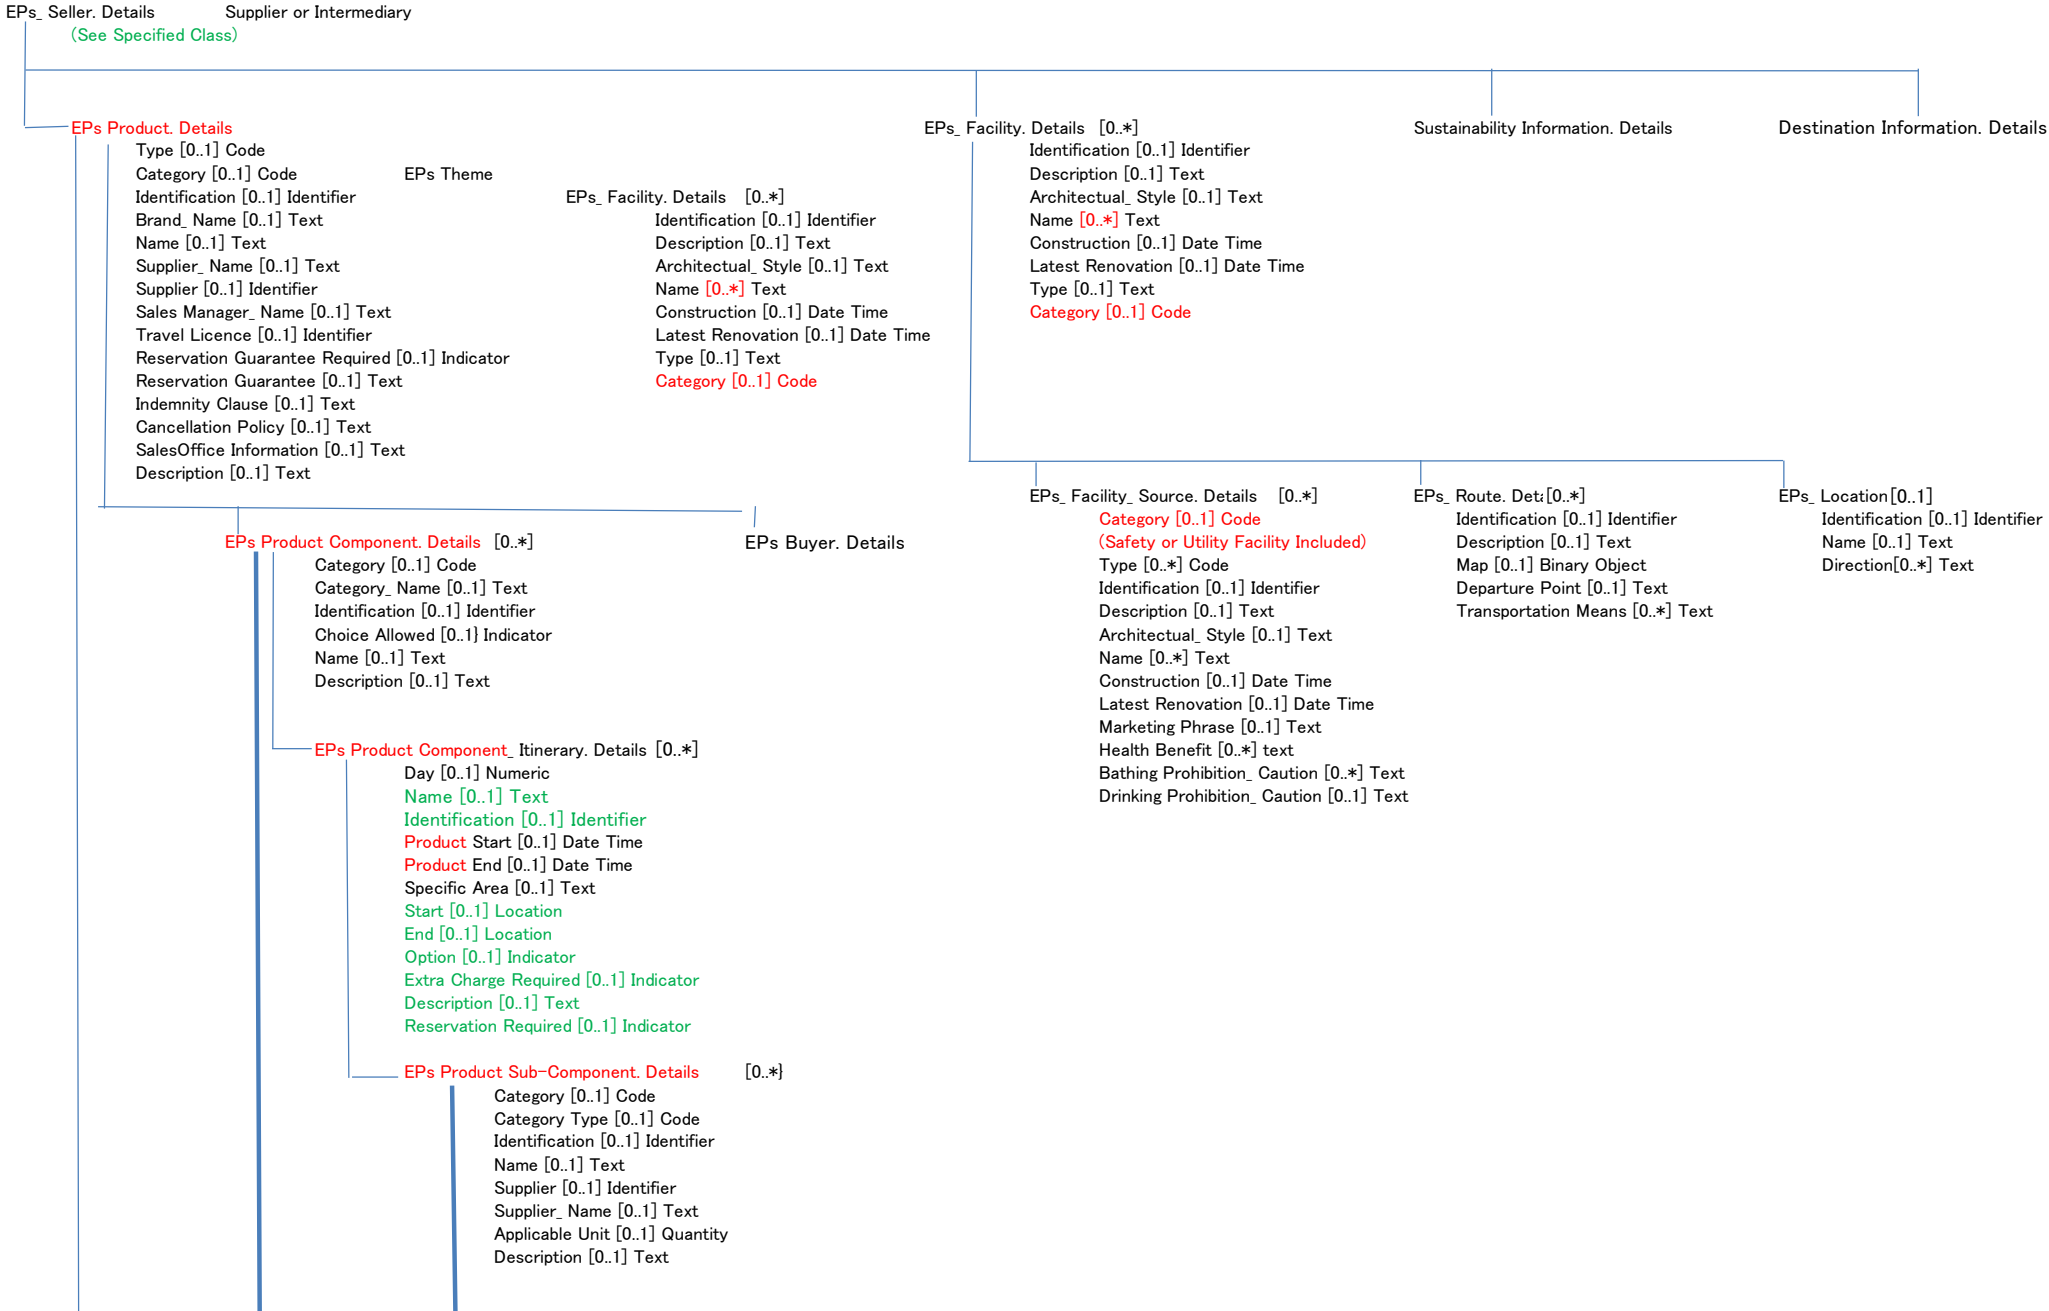 EPs_ Seller. Details Supplier or Intermediary
(See Specified Class)
EPs Product. Details
Type [0..1] Code
Category [0..1] Code EPs Theme
Identification [0..1] Identifier
Brand_ Name [0..1] Text
Name [0..1] Text
Supplier_ Name [0..1] Text
Supplier [0..1] Identifier
Sales Manager_ Name [0..1] Text
Travel Licence [0..1] Identifier
Reservation Guarantee Required [0..1] Indicator
Reservation Guarantee [0..1] Text
Indemnity Clause [0..1] Text
Cancellation Policy [0..1] Text
SalesOffice Information [0..1] Text
Description [0..1] Text
EPs_ Facility. Details [0..*]
Identification [0..1] Identifier
Description [0..1] Text
Architectual_ Style [0..1] Text
Name [0..*] Text
Construction [0..1] Date Time
Latest Renovation [0..1] Date Time
Type [0..1] Text
Category [0..1] Code
EPs_ Facility. Details [0..*]
Identification [0..1] Identifier
Description [0..1] Text
Architectual_ Style [0..1] Text
Name [0..*] Text
Construction [0..1] Date Time
Latest Renovation [0..1] Date Time
Type [0..1] Text
Category [0..1] Code
Sustainability Information. Details
Destination Information. Details
EPs Product Component. Details [0..*]
Category [0..1] Code
Category_ Name [0..1] Text
Identification [0..1] Identifier
Choice Allowed [0..1} Indicator
Name [0..1] Text
Description [0..1] Text
EPs Buyer. Details
EPs_ Facility_ Source. Details [0..*]
Category [0..1] Code
(Safety or Utility Facility Included)
Type [0..*] Code
Identification [0..1] Identifier
Description [0..1] Text
Architectual_ Style [0..1] Text
Name [0..*] Text
Construction [0..1] Date Time
Latest Renovation [0..1] Date Time
Marketing Phrase [0..1] Text
Health Benefit [0..*] text
Bathing Prohibition_ Caution [0..*] Text
Drinking Prohibition_ Caution [0..1] Text
EPs_ Route. Deta[0..*]
Identification [0..1] Identifier
Description [0..1] Text
Map [0..1] Binary Object
Departure Point [0..1] Text
Transportation Means [0..*] Text
EPs_ Location[0..1]
Identification [0..1] Identifier
Name [0..1] Text
Direction[0..*] Text
EPs Product Component_ Itinerary. Details [0..*]
Day [0..1] Numeric
Name [0..1] Text
Identification [0..1] Identifier
Product Start [0..1] Date Time
Product End [0..1] Date Time
Specific Area [0..1] Text
Start [0..1] Location
End [0..1] Location
Option [0..1] Indicator
Extra Charge Required [0..1] Indicator
Description [0..1] Text
Reservation Required [0..1] Indicator
EPs Product Sub-Component. Details [0..*}
Category [0..1] Code
Category Type [0..1] Code
Identification [0..1] Identifier
Name [0..1] Text
Supplier [0..1] Identifier
Supplier_ Name [0..1] Text
Applicable Unit [0..1] Quantity
Description [0..1] Text